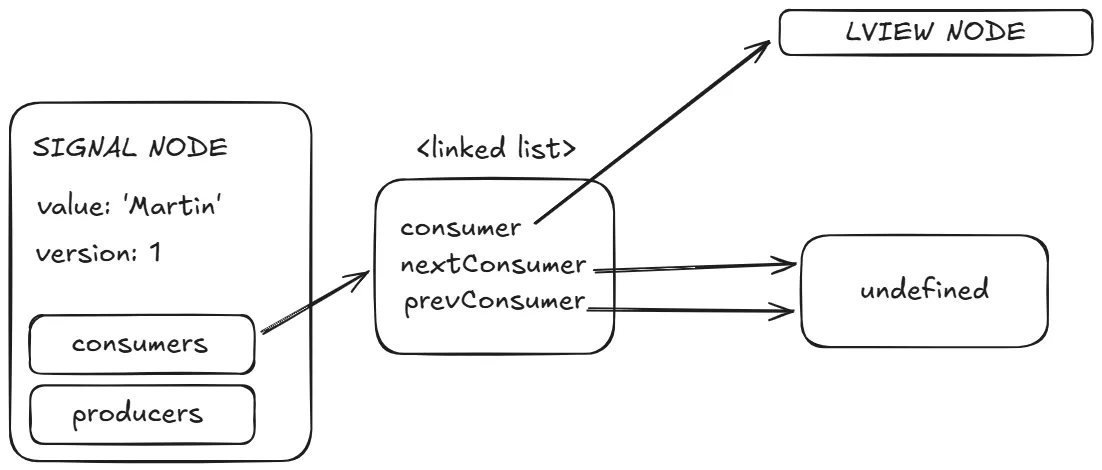 LVIEW NODE
SIGNAL NODE
value: 'Martin'
version: 1
consumers
producers
<linked list>
consumer
nextConsumer
prevConsumer
undefined